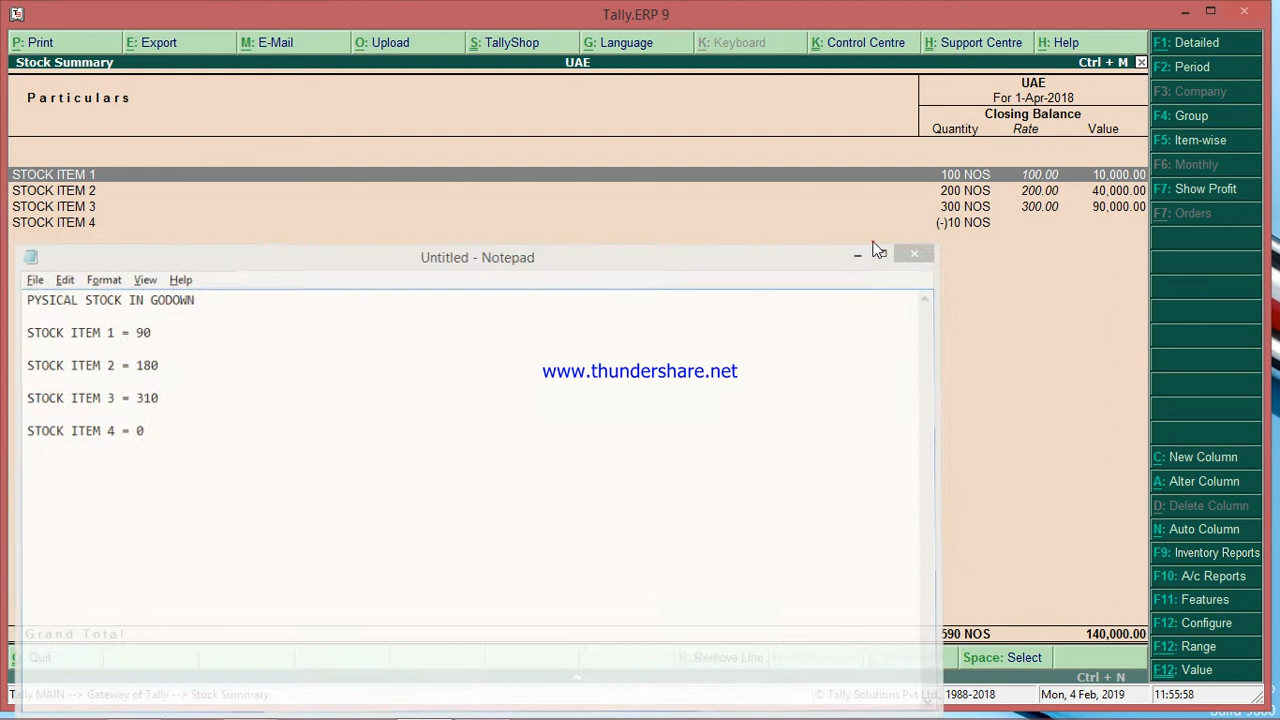 Tally.ERP 9
P: Print E: Export M: E-Mail O: Upload S: TallyShop G: Language K: Keyboard K: Control Centre H: Support Centre H: Help
Stock Summary UAE Ctrl + M
Particulars
UAE
For 1-Apr-2018
Closing Balance
Quantity Rate Value
STOCK ITEM 1 100 NOS 100.00 10,000.00
STOCK ITEM 2 200 NOS 200.00 40,000.00
STOCK ITEM 3 300 NOS 300.00 90,000.00
STOCK ITEM 4 (-)10 NOS
Untitled - Notepad
File Edit Format View Help
PYSICAL STOCK IN GODOWN
STOCK ITEM 1 = 90
STOCK ITEM 2 = 180
STOCK ITEM 3 = 310
STOCK ITEM 4 = 0
www.thundershare.net
Grand Total 590 NOS 140,000.00
Quit R: Remove Line Space: Select
Ctrl + N
Tally MAIN --> Gateway of Tally --> Stock Summary © Tally Solutions Pvt Ltd., 1988-2018 Mon, 4 Feb, 2019 11:55:58
F1: Detailed
F2: Period
F3: Company
F4: Group
F5: Item-wise
F6: Monthly
F7: Show Profit
F7: Orders
C: New Column
A: Alter Column
D: Delete Column
N: Auto Column
F9: Inventory Reports
F10: A/c Reports
F11: Features
F12: Configure
F12: Range
F12: Value